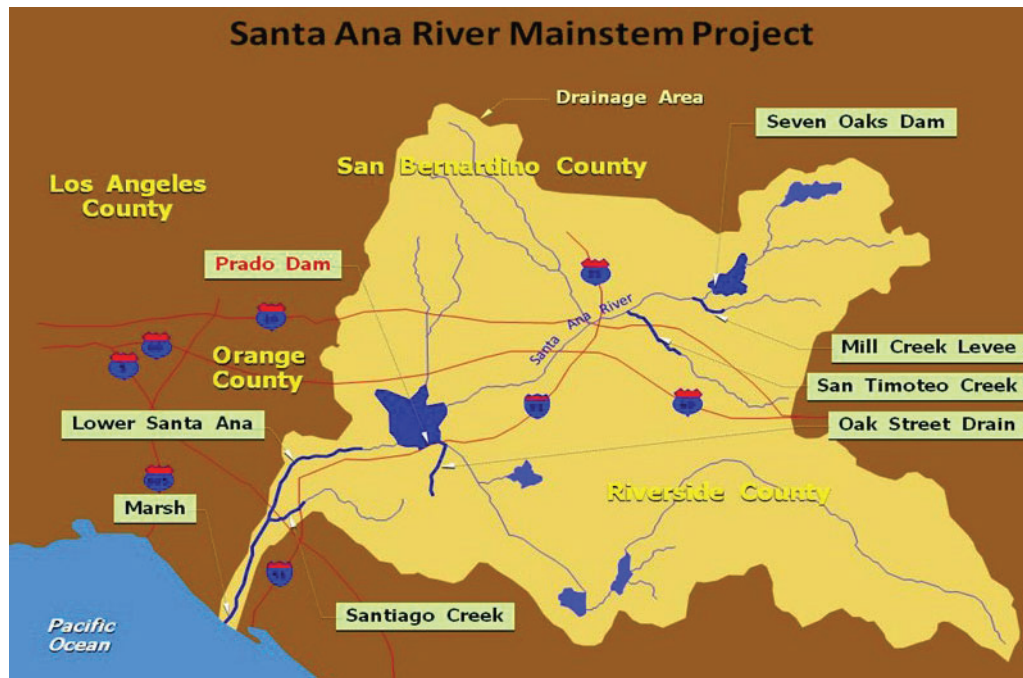 Santa Ana River Mainstem Project
Drainage Area
Seven Oaks Dam
San Bernardino County
Los Angeles
County
Prado Dam
Santa Ana River
Orange
County
Mill Creek Levee
San Timoteo Creek
Lower Santa Ana
Oak Street Drain
Riverside County
Marsh
Santiago Creek
Pacific
Ocean